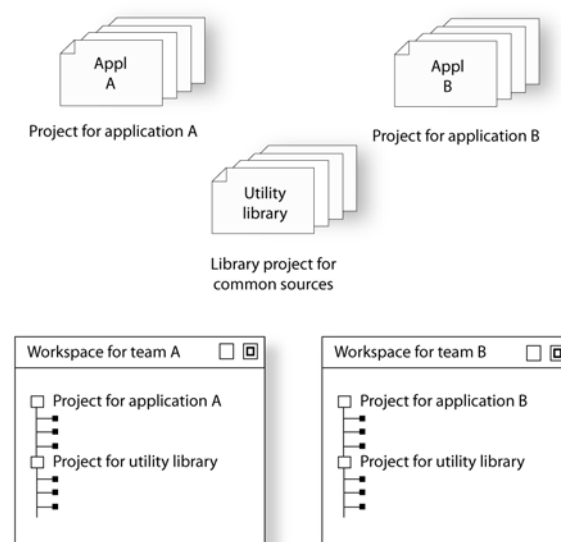 Appl
A
Appl
B
Project for application A
Project for application B
Utility
library
Library project for
common sources
Workspace for team A
Workspace for team B
Project for application A
Project for application B
Project for utility library
Project for utility library